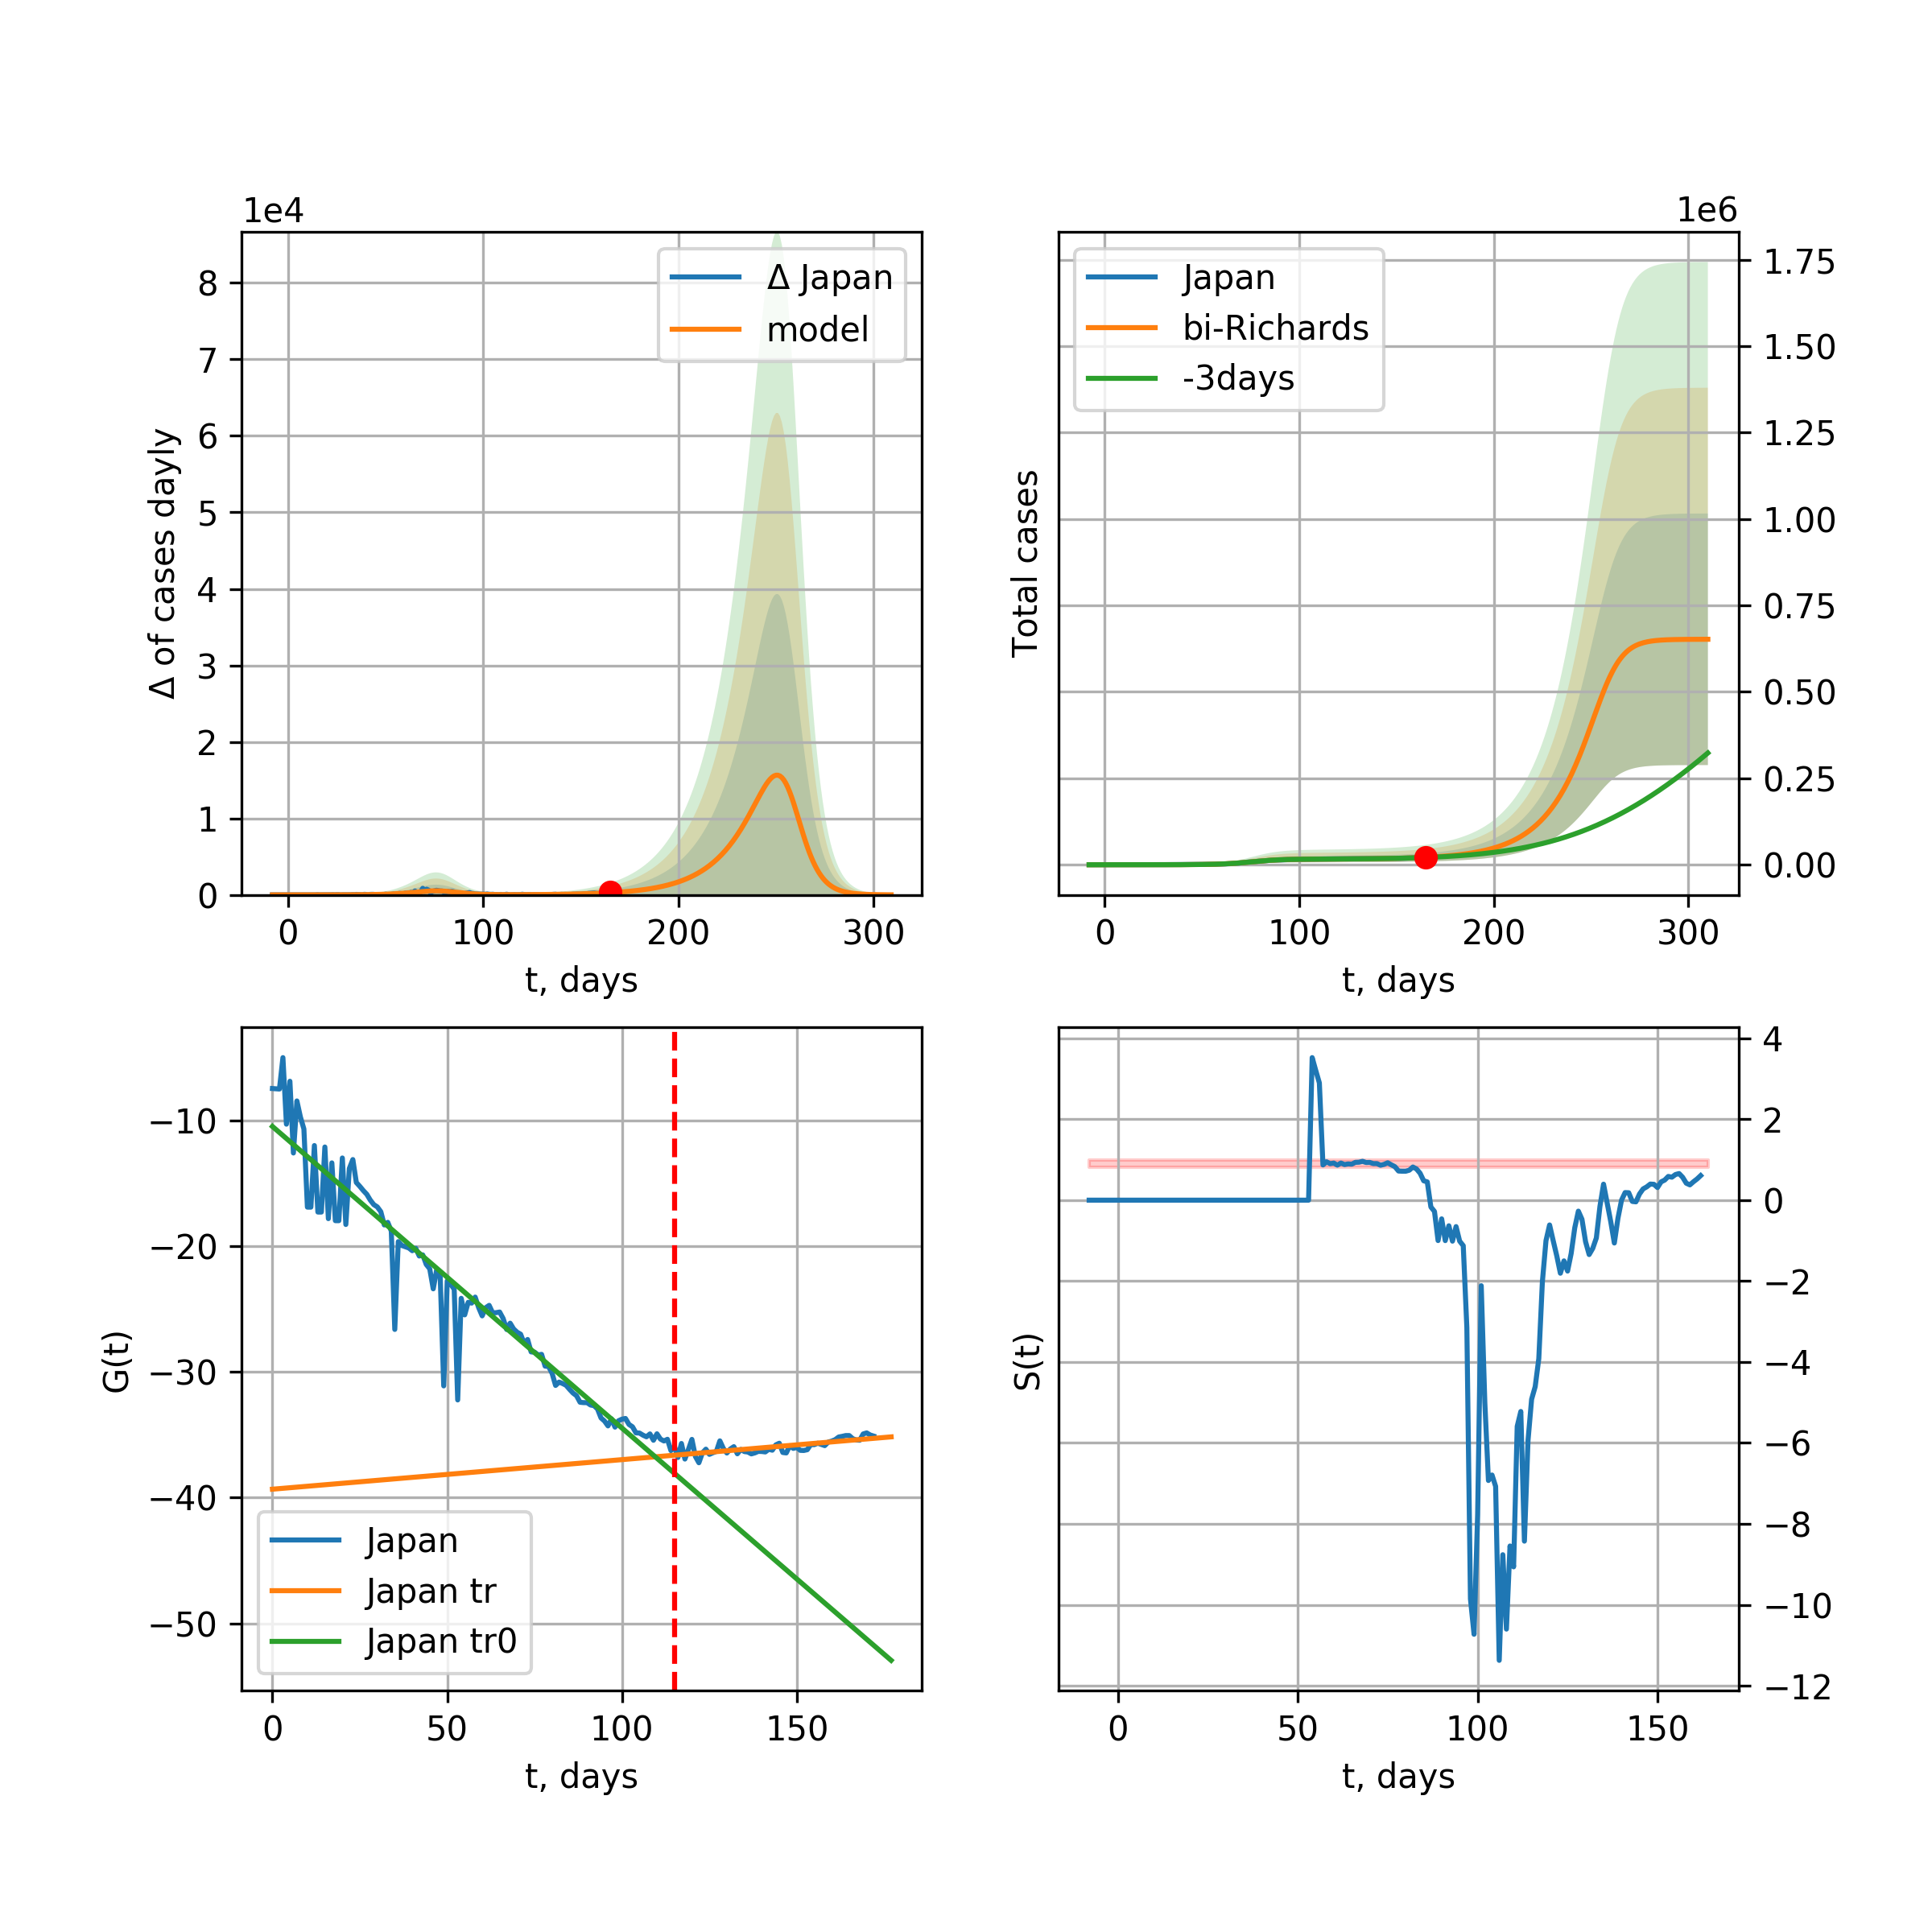 1e4
Δ of cases dayly
8
7
6
5
4
3
2
1
0
Δ Japan
model
0 100 200 300
t, days
1e6
Total cases
Japan
bi-Richards
-3days
1.75
1.50
1.25
1.00
0.75
0.50
0.25
0.00
0 100 200 300
t, days
G(t)
−10
−20
−30
−40
−50
Japan
Japan tr
Japan tr0
0 50 100 150
t, days
S(t)
4
2
0
−2
−4
−6
−8
−10
−12
0 50 100 150
t, days